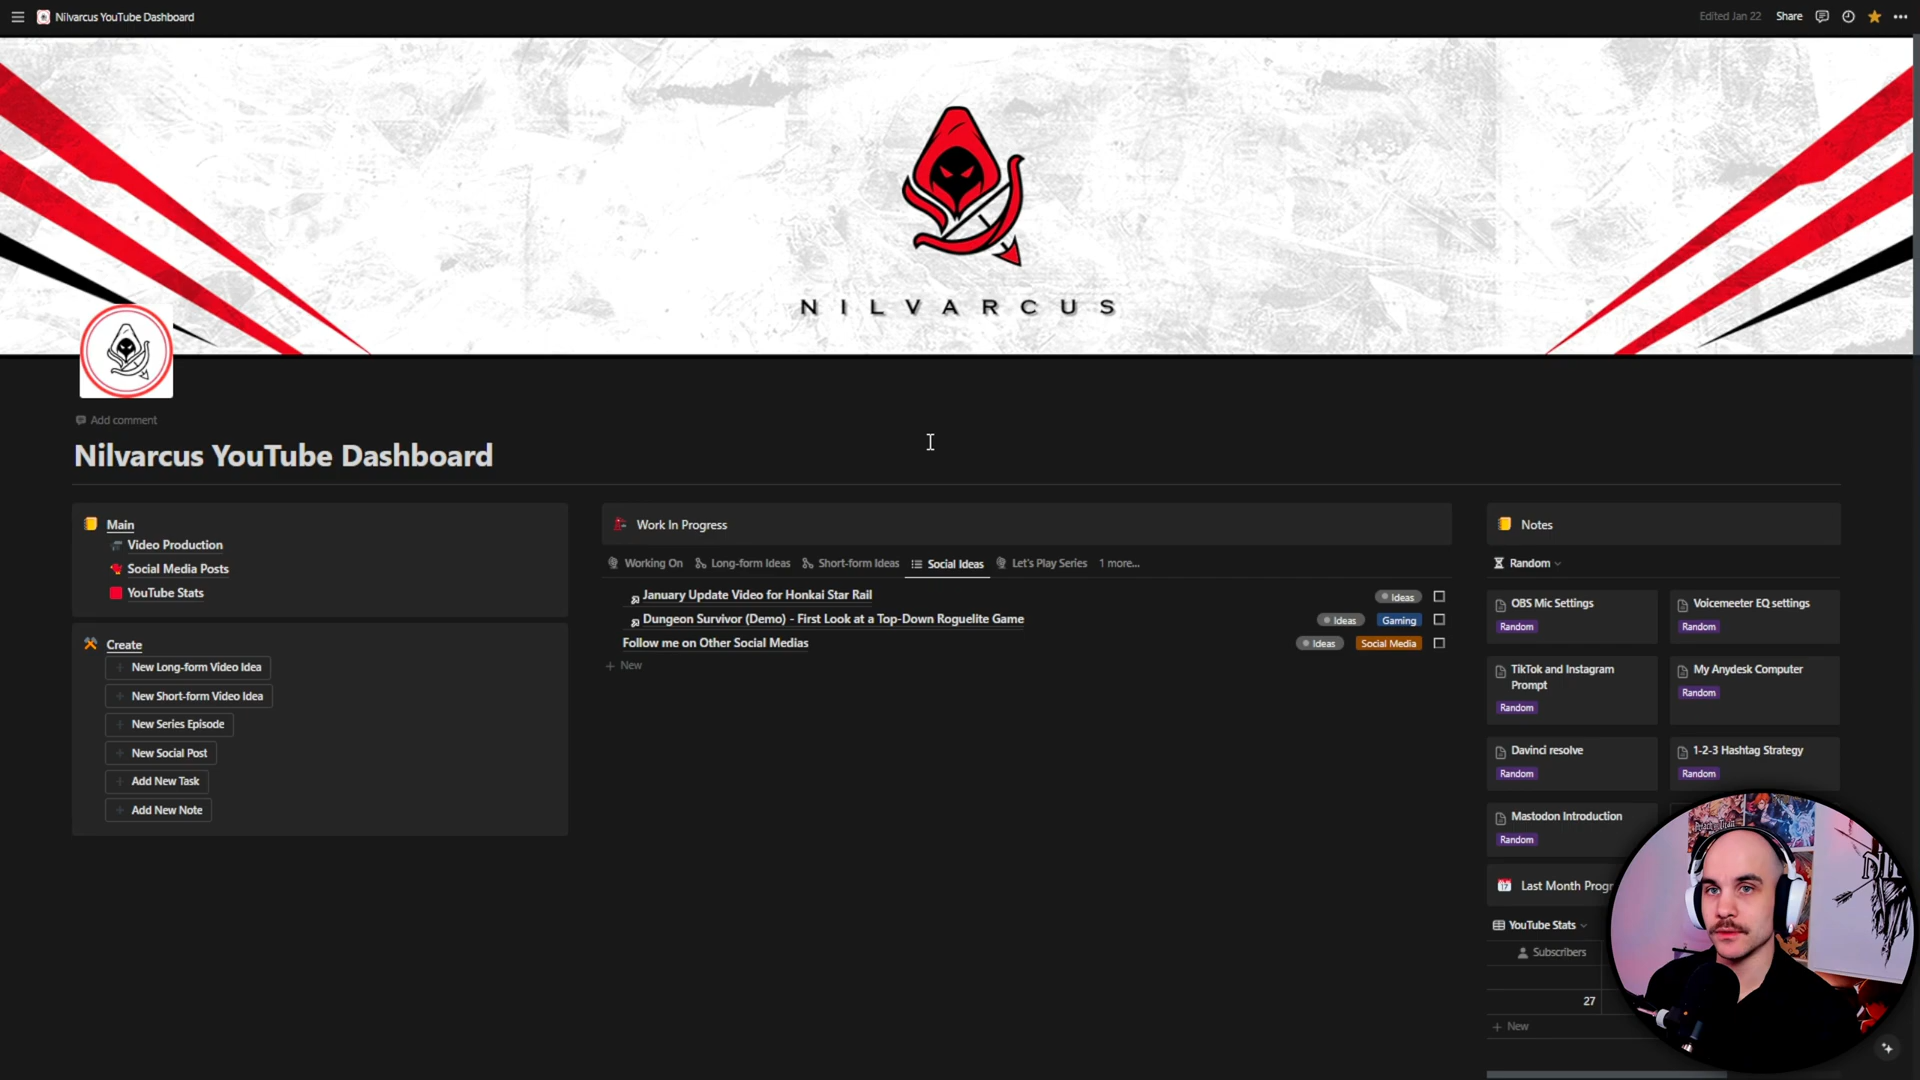 Nilvarcus YouTube Dashboard
Edited Jan 22
Share
NILVARCUS
Add comment
Nilvarcus YouTube Dashboard
Main
Video Production
Social Media Posts
YouTube Stats
Create
New Long-form Video Idea
New Short-form Video Idea
New Series Episode
New Social Post
Add New Task
Add New Note
Work In Progress
Working On
Long-form Ideas
Short-form Ideas
Social Ideas
Let's Play Series
1 more...
January Update Video for Honkai Star Rail
Ideas
Dungeon Survivor (Demo) - First Look at a Top-Down Roguelite Game
Ideas
Gaming
Follow me on Other Social Medias
Ideas
Social Media
New
Notes
Random
OBS Mic Settings
Random
Voicemeeter EQ settings
Random
TikTok and Instagram
Prompt
Random
My Anydesk Computer
Random
Davinci resolve
Random
1-2-3 Hashtag Strategy
Random
Mastodon Introduction
Random
Last Month Progr
YouTube Stats
Subscribers
27
New